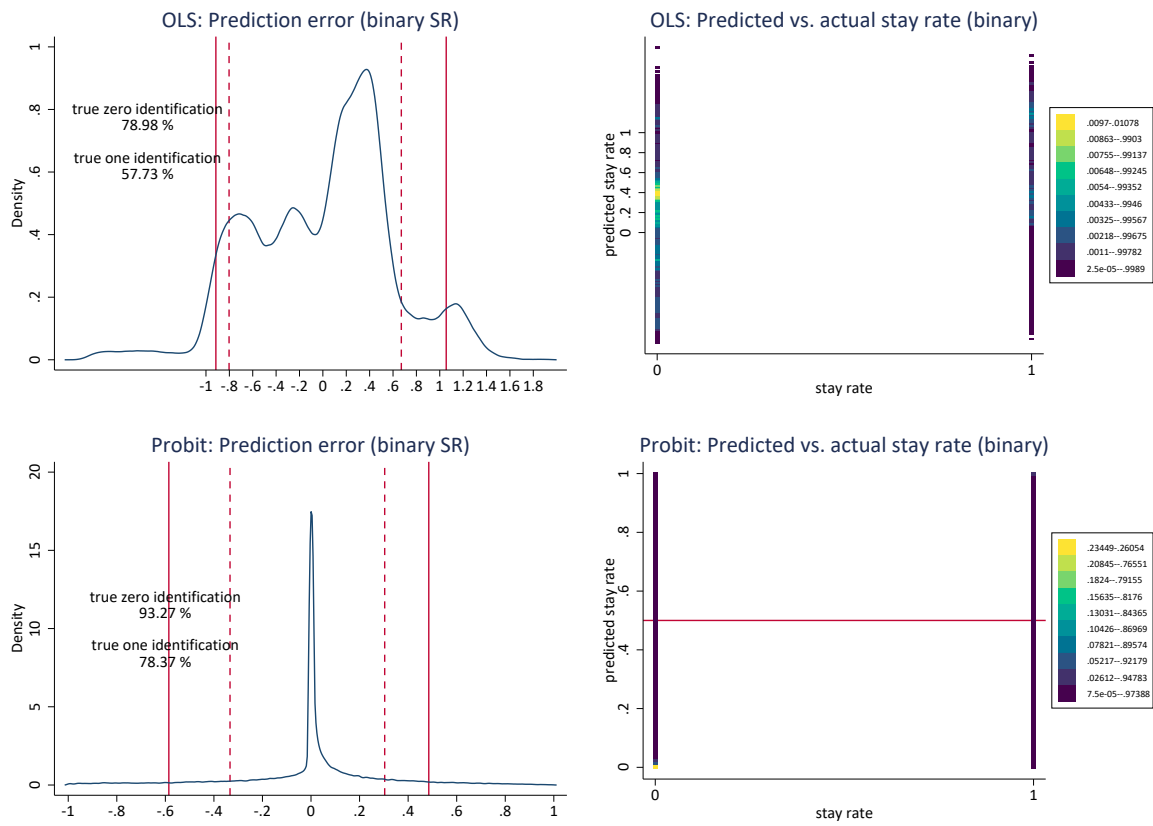 OLS: Prediction error (binary SR)
Density
0
.2
.4
.6
.8
1
true zero identification
78.98 %
true one identification
57.73 %
-1 -.8 -.6 -.4 -.2 0 .2 .4 .6 .8 1 1.2 1.4 1.6 1.8
OLS: Predicted vs. actual stay rate (binary)
predicted stay rate
0 .2 .4 .6 .8 1
0 1
stay rate
.0097-.01078
.00863-.9903
.00755-.99137
.00648-.99245
.0054-.99352
.00433-.9946
.00325-.99567
.00218-.99675
.0011-.99782
2.5e-05-.9989
Probit: Prediction error (binary SR)
Density
0 5 10 15 20
true zero identification
93.27 %
true one identification
78.37 %
-1 -.8 -.6 -.4 -.2 0 .2 .4 .6 .8 1
Probit: Predicted vs. actual stay rate (binary)
predicted stay rate
0 .2 .4 .6 .8 1
0 1
stay rate
.23449-.26054
.20845-.76551
.1824-.79155
.15635-.8176
.13031-.84365
.10426-.86969
.07821-.89574
.05217-.92179
.02612-.94783
7.5e-05-.97388